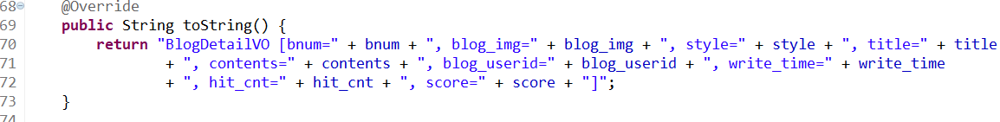 68 @Override
69 public String toString() {
70 return "BlogDetailVO [bnum=" + bnum + ", blog_img=" + blog_img + ", style=" + style + ", title=" + title
71 + ", contents=" + contents + ", blog_userid=" + blog_userid + ", write_time=" + write_time
72 + ", hit_cnt=" + hit_cnt + ", score=" + score + "]";
73 }
74